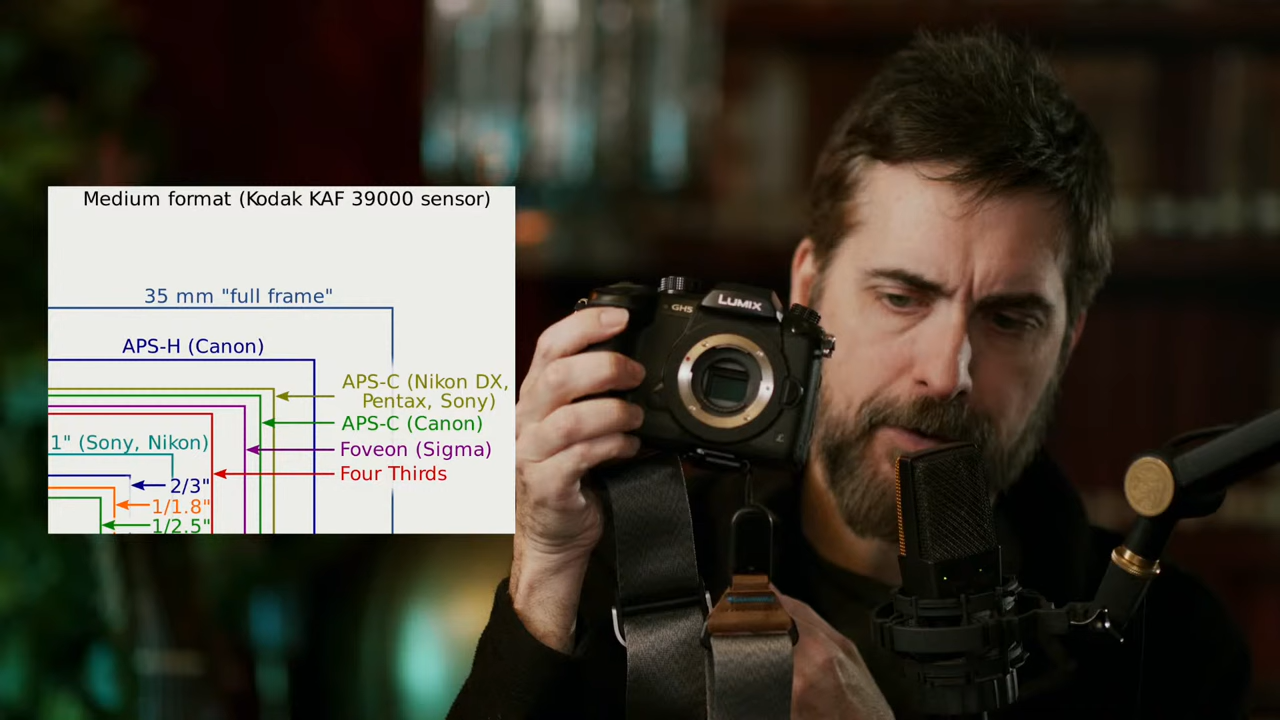 Medium format (Kodak KAF 39000 sensor)
35 mm "full frame"
APS-H (Canon)
APS-C (Nikon DX,
Pentax, Sony)
APS-C (Canon)
1" (Sony, Nikon)
Foveon (Sigma)
Four Thirds
2/3"
1/1.8"
1/2.5"
LUMIX
GH5